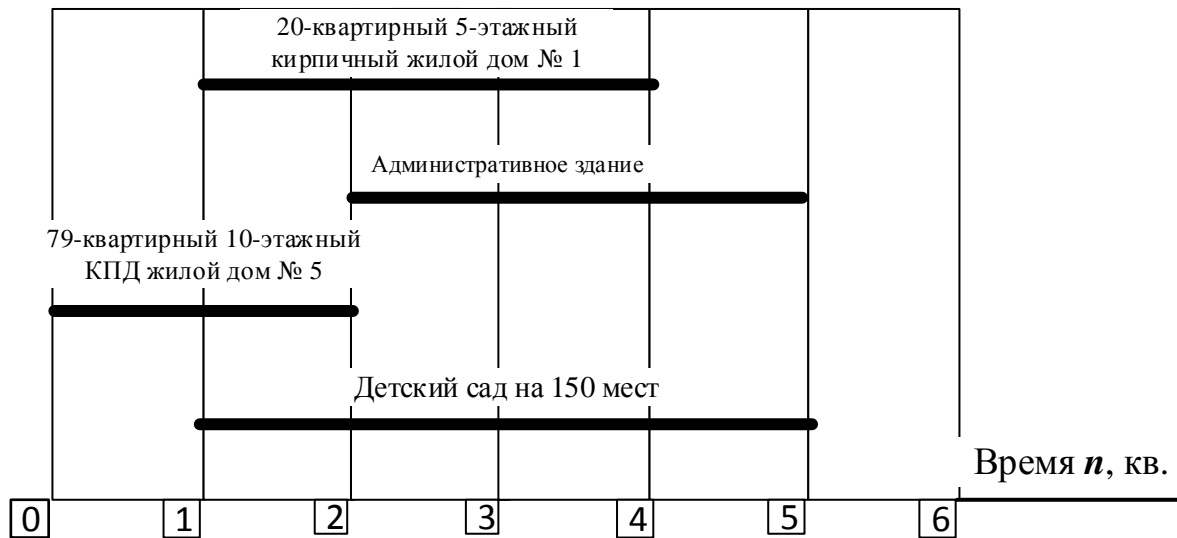 20-квартирный 5-этажный
кирпичный жилой дом № 1
Административное здание
79-квартирный 10-этажный
КПД жилой дом № 5
Детский сад на 150 мест
Время n, кв.
0 1 2 3 4 5 6